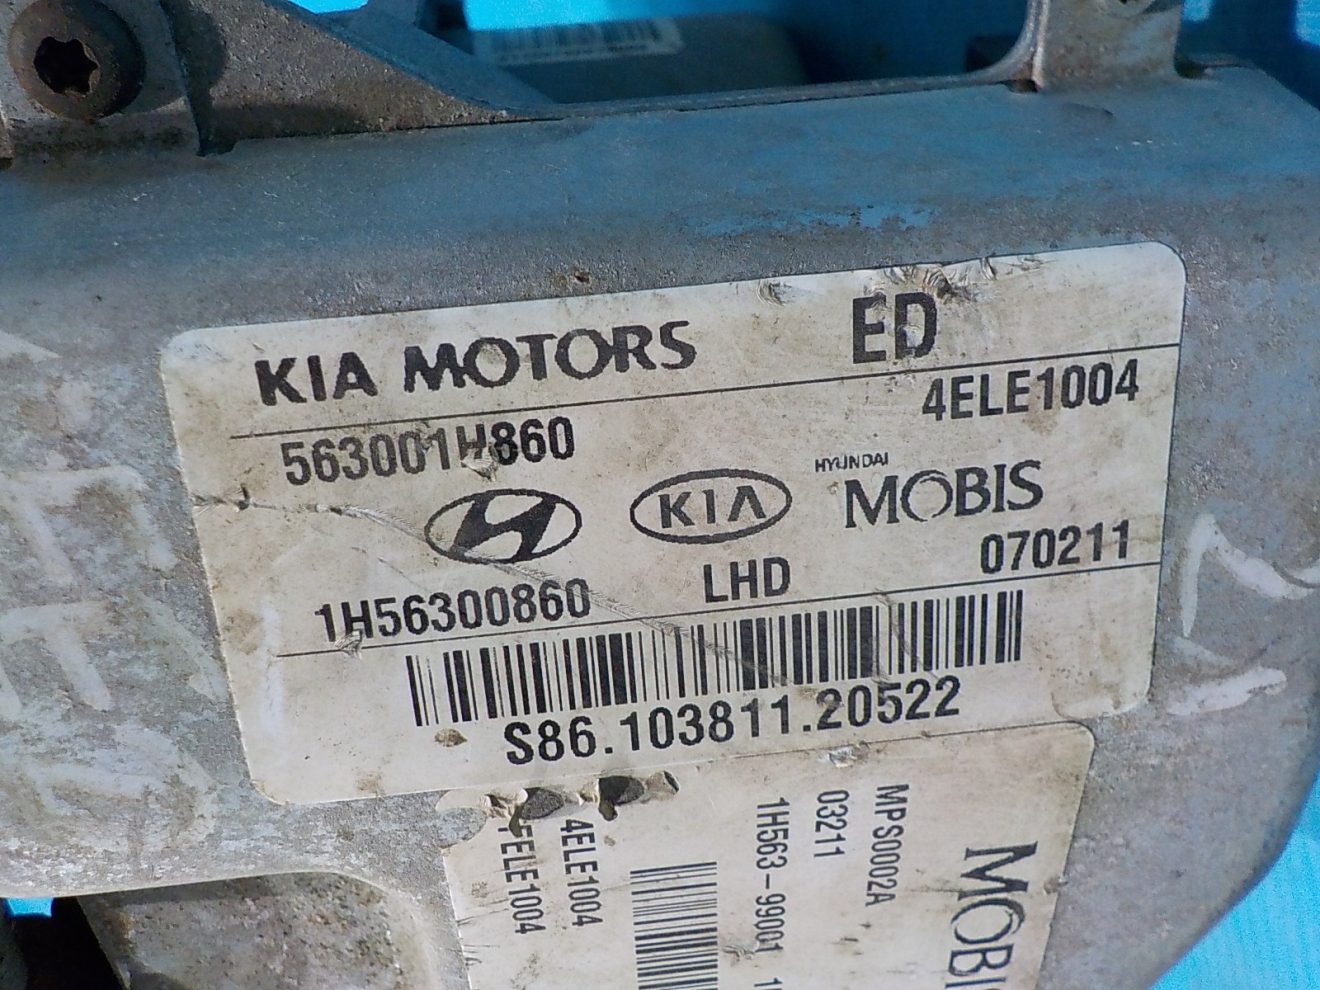 KIA MOTORS ED
4ELE1004
563001H860
KIA
HYUNDAI
MOBIS
070211
1H56300860 LHD
S86.103811.20522
MPS0002A
03211
1H563-99001
4ELE1004